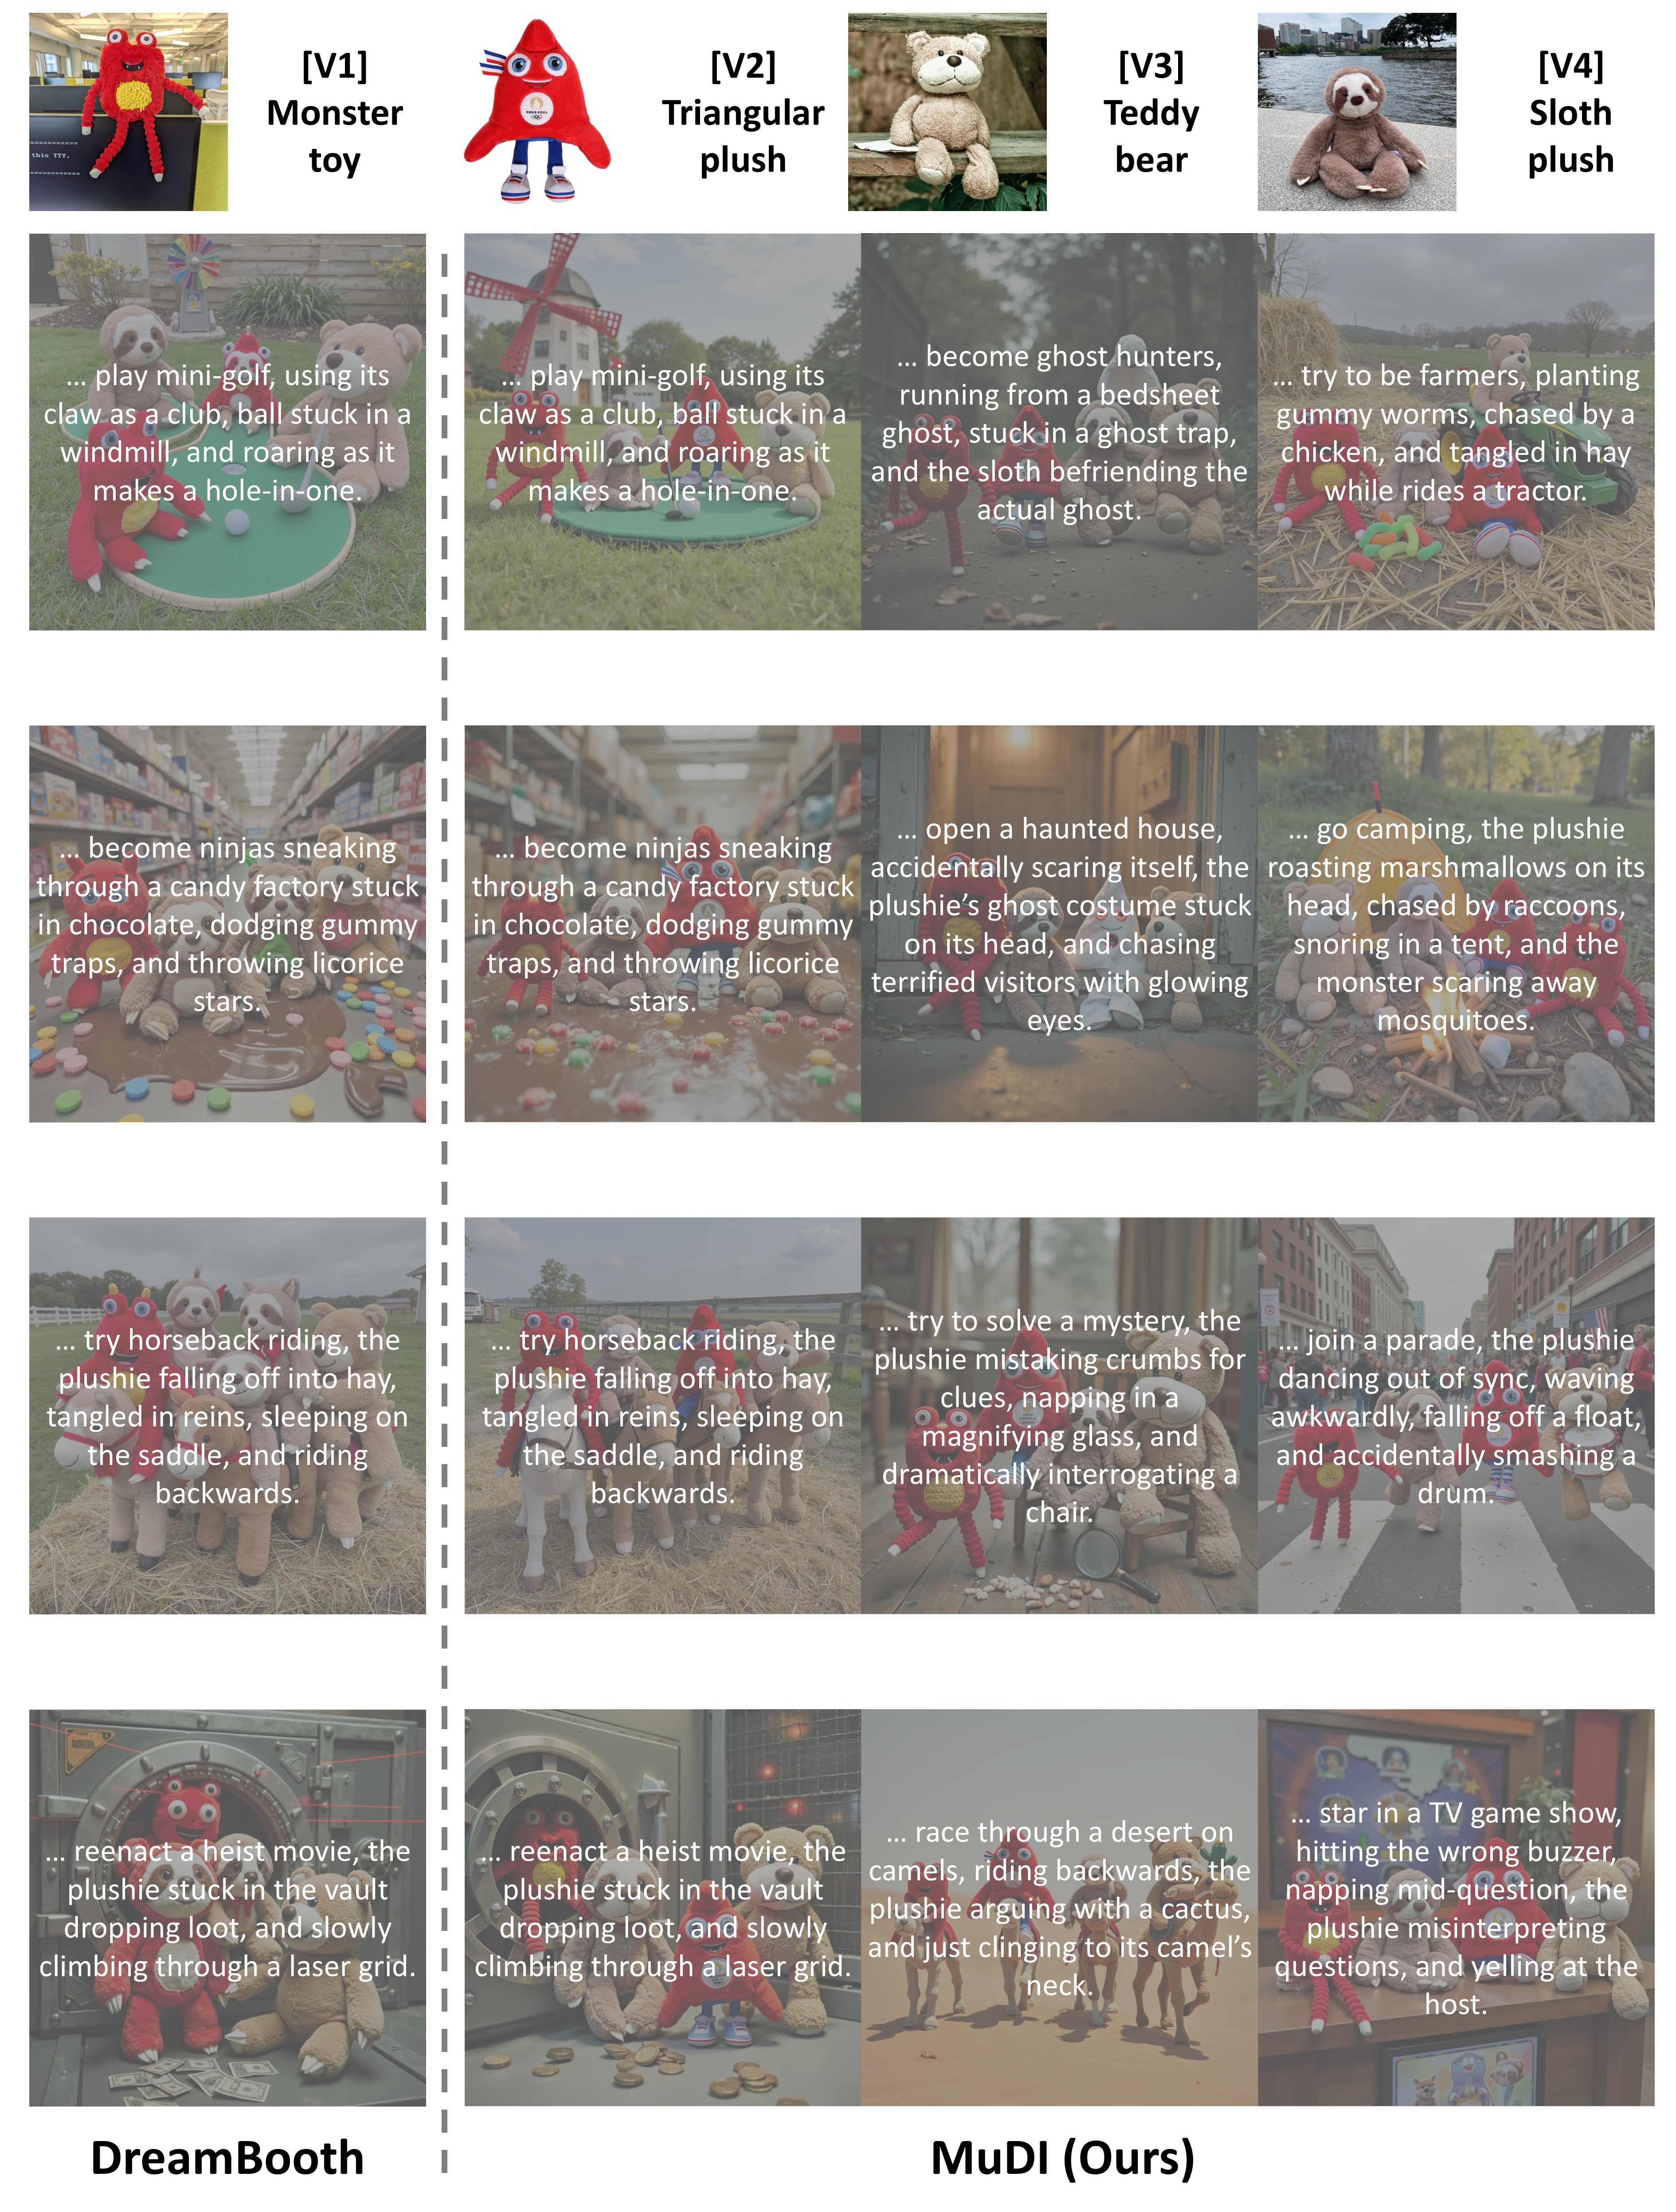 this TTY,
[V1]
Monster
toy
PARIS 2024
[V2]
Triangular
plush
[V3]
Teddy
bear
[V4]
Sloth
plush
... play mini-golf, using its
claw as a club, ball stuck in a
windmill, and roaring as it
makes a hole-in-one.
... play mini-golf, using its
claw as a club, ball stuck in a
windmill, and roaring as it
makes a hole-in-one.
... become ghost hunters,
running from a bedsheet
ghost, stuck in a ghost trap,
and the sloth befriending the
actual ghost.
... try to be farmers, planting
gummy worms, chased by a
chicken, and tangled in hay
while rides a tractor.
... become ninjas sneaking
through a candy factory stuck
in chocolate, dodging gummy
traps, and throwing licorice
stars.
... become ninjas sneaking
through a candy factory stuck
in chocolate, dodging gummy
traps, and throwing licorice
stars.
... open a haunted house,
accidentally scaring itself, the
plushie’s ghost costume stuck
on its head, and chasing
terrified visitors with glowing
eyes.
... go camping, the plushie
roasting marshmallows on its
head, chased by raccoons,
snoring in a tent, and the
monster scaring away
mosquitoes.
... try horseback riding, the
plushie falling off into hay,
tangled in reins, sleeping on
the saddle, and riding
backwards.
... try horseback riding, the
plushie falling off into hay,
tangled in reins, sleeping on
the saddle, and riding
backwards.
... try to solve a mystery, the
plushie mistaking crumbs for
clues, napping in a
magnifying glass, and
dramatically interrogating a
chair.
... join a parade, the plushie
dancing out of sync, waving
awkwardly, falling off a float,
and accidentally smashing a
drum.
... reenact a heist movie, the
plushie stuck in the vault
dropping loot, and slowly
climbing through a laser grid.
... reenact a heist movie, the
plushie stuck in the vault
dropping loot, and slowly
climbing through a laser grid.
... race through a desert on
camels, riding backwards, the
plushie arguing with a cactus,
and just clinging to its camel’s
neck.
... star in a TV game show,
hitting the wrong buzzer,
napping mid-question, the
plushie misinterpreting
questions, and yelling at the
host.
DreamBooth
MuDI (Ours)